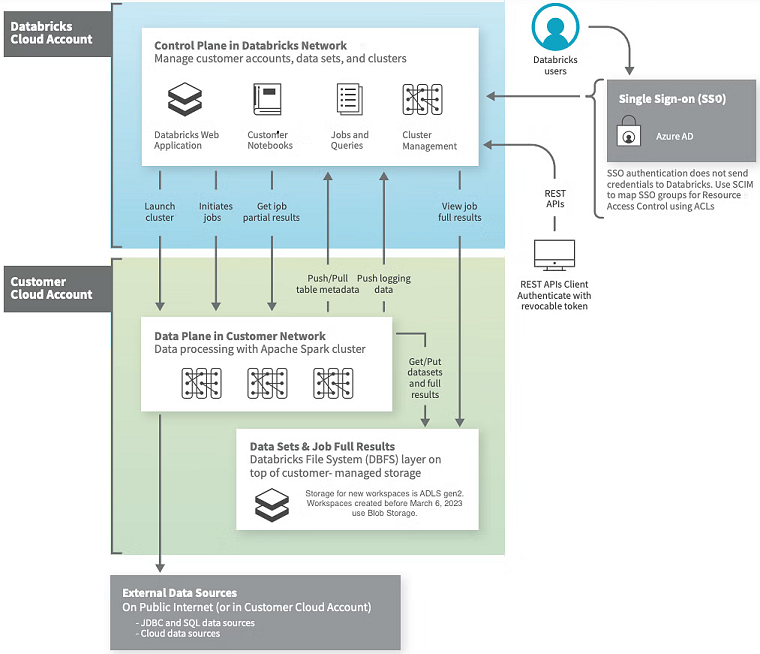 Databricks
Cloud Account
Control Plane in Databricks Network
Manage customer accounts, data sets, and clusters
Databricks Web
Application
Customer
Notebooks
Jobs and
Queries
Cluster
Management
Databricks
users
Single Sign-on (SSO)
Azure AD
SSO authentication does not send
credentials to Databricks. Use SCIM
to map SSO groups for Resource
Access Control using ACLs
Launch
cluster
Initiates
jobs
Get ipb
partial results
View job
full results
REST
APIs
REST APIs Client
Authenticate with
revocable token
Customer
Cloud Account
Push/Pull
table metadata
Push logging
data
Data Plane in Customer Network
Data processing with Apache Spark cluster
Get/Put
datasets
and full
results
Data Sets & Job Full Results
Databricks File System (DBFS) layer on
top of customer- managed storage
Storage for new workspaces is ADLS gen2.
Workspaces created before March 6, 2023
use Blob Storage.
External Data Sources
On Public Internet (or in Customer Cloud Account)
- JDBC and SQL data sources
- Cloud data sources